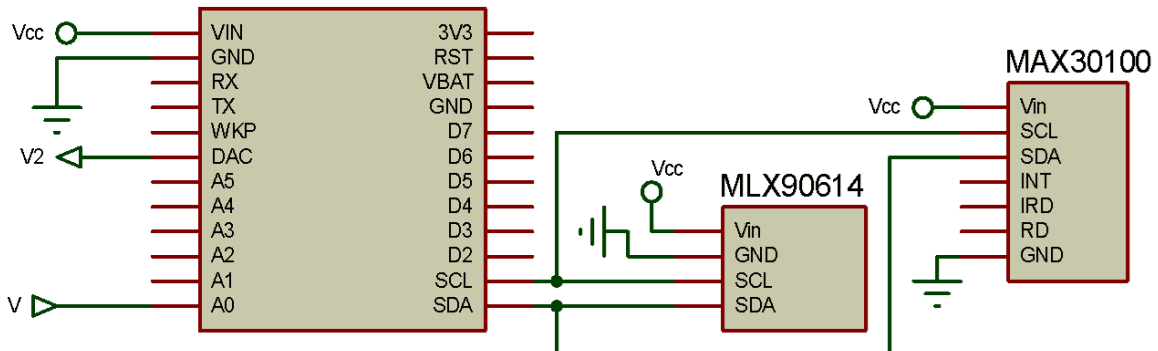 Vcc
VIN
GND
RX
TX
WKP
V2
DAC
A5
A4
A3
A2
A1
V
A0
3V3
RST
VBAT
GND
D7
D6
D5
D4
D3
D2
SCL
SDA
Vcc
MLX90614
Vin
GND
SCL
SDA
MAX30100
Vcc
Vin
SCL
SDA
INT
IRD
RD
GND